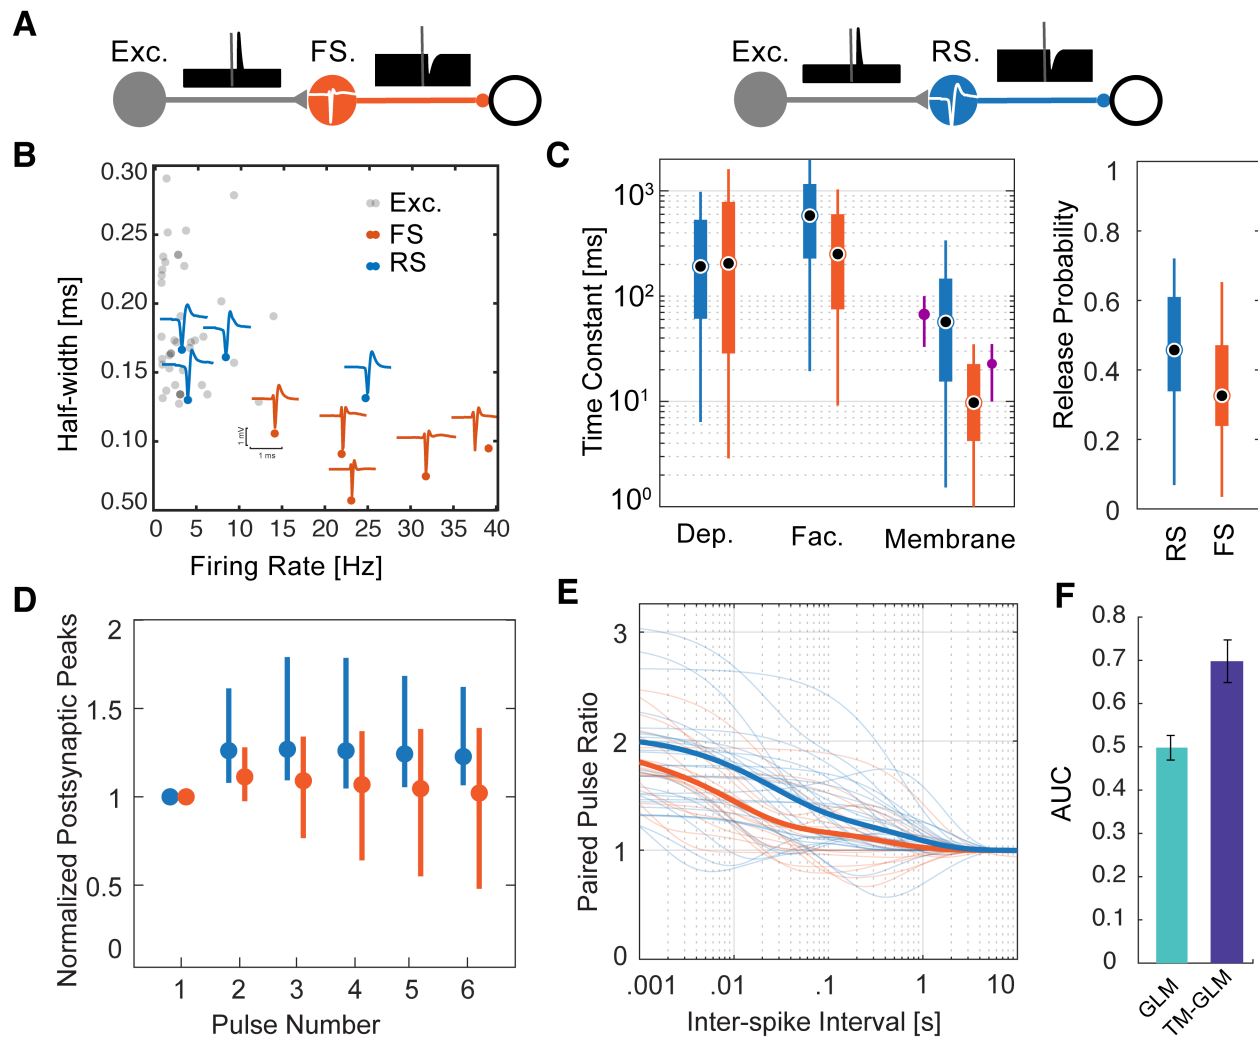 A
Exc.
FS.
Exc.
RS.
B
0.30
0.25
0.20
0.15
0.10
0.50
Half-width [ms]
Exc.
FS
RS
1 mV
1 ms
0 5 10 15 20 25 30 35 40
Firing Rate [Hz]
C
Time Constant [ms]
10³
10²
10¹
10⁰
Dep.
Fac.
Membrane
Release Probability
1
0.8
0.6
0.4
0.2
0
RS
FS
D
Normalized Postsynaptic Peaks
2
1.5
1
0.5
0
1 2 3 4 5 6
Pulse Number
E
Paired Pulse Ratio
3
2
1
0
.001 .01 .1 1 10
Inter-spike Interval [s]
F
AUC
0.8
0.7
0.6
0.5
0.4
0.3
0.2
0.1
0
GLM
TM-GLM